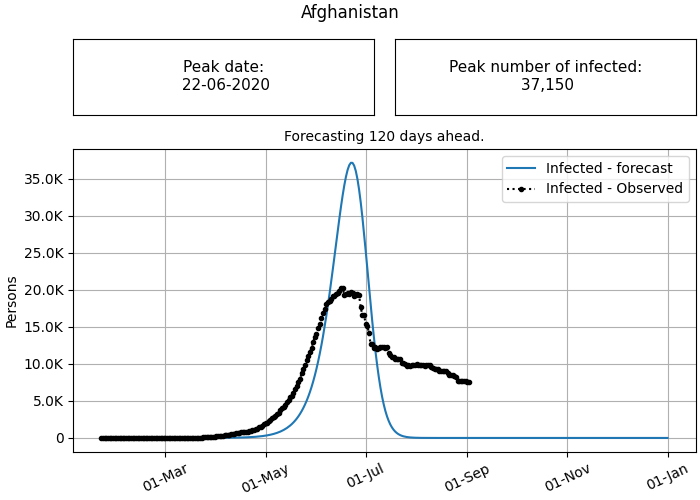 Afghanistan
Peak date:
22-06-2020
Peak number of infected:
37,150
Forecasting 120 days ahead.
Infected - forecast
Infected - Observed
35.0K
30.0K
25.0K
20.0K
15.0K
10.0K
5.0K
0
Persons
01-Mar
01-May
01-Jul
01-Sep
01-Nov
01-Jan